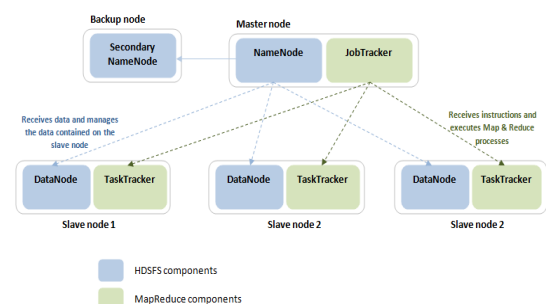 Backup node
Master node
Secondary
NameNode
NameNode
JobTracker
Receives data and manages
the data contained on the
slave node
Receives instructions and
executes Map & Reduce
processes
DataNode
TaskTracker
DataNode
TaskTracker
DataNode
TaskTracker
Slave node 1
Slave node 2
Slave node 2
HDSFS components
MapReduce components